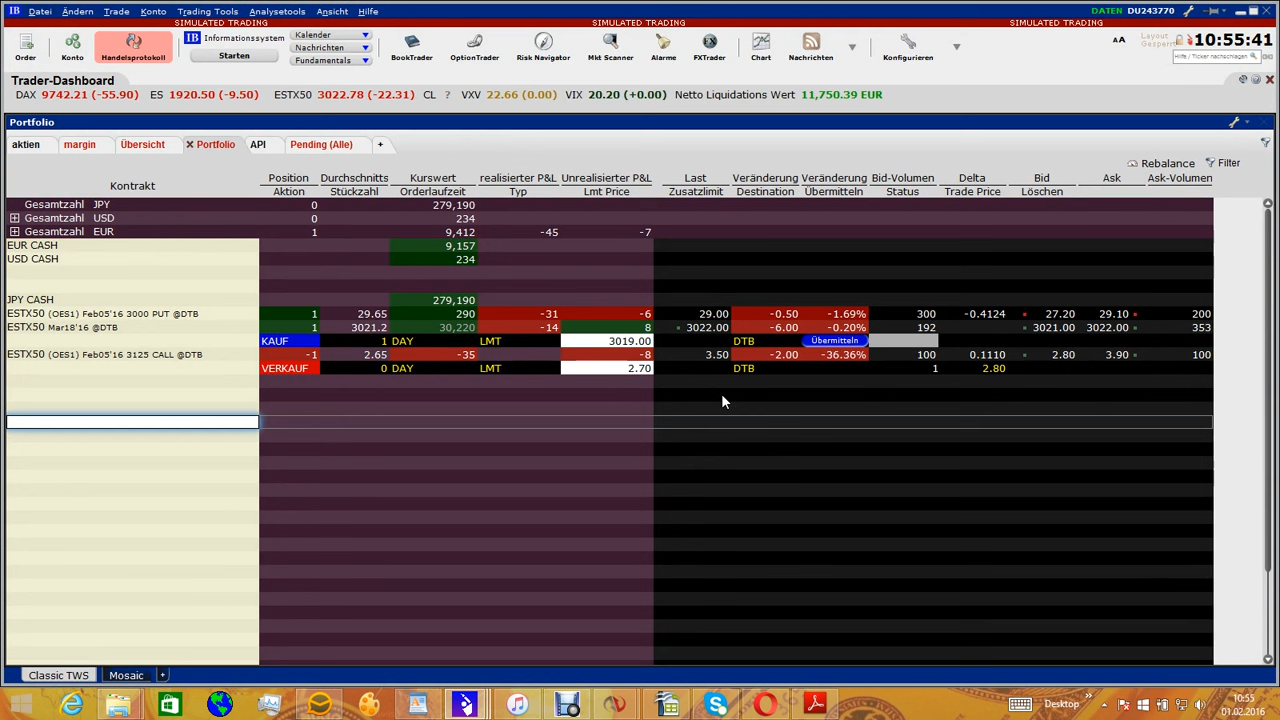 IB Datei Ändern Trade Konto Trading Tools Analysetools Ansicht Hilfe DATEN DU243770
SIMULATED TRADING SIMULATED TRADING SIMULATED TRADING
Order Konto Handelsprotokoll
IB Informationssystem
Starten
Kalender
Nachrichten
Fundamentals
BookTrader OptionTrader Risk Navigator Mkt Scanner Alarme FXTrader Chart Nachrichten Konfigurieren
AA Layout
Gesperrt
10:55:41
Hilfe / Ticker nachschlagen
Trader-Dashboard
DAX 9742.21 (-55.90) ES 1920.50 (-9.50) ESTX50 3022.78 (-22.31) CL ? VXV 22.66 (0.00) VIX 20.20 (+0.00) Netto Liquidations Wert 11,750.39 EUR
Portfolio
aktien margin Übersicht Portfolio API Pending (Alle) +
Rebalance Filter
Kontrakt
Position Durchschnitts Kurswert realisierter P&L Unrealisierter P&L Last Veränderung Veränderung Bid-Volumen Delta Bid Ask Ask-Volumen
Aktion Stückzahl Orderlaufzeit Typ Lmt Price Zusatzlimit Destination Übermitteln Status Trade Price Löschen
Gesamtzahl JPY 0 279,190
Gesamtzahl USD 0 234
Gesamtzahl EUR 1 9,412 -45 -7
EUR CASH 9,157
USD CASH 234
JPY CASH 279,190
ESTX50 (OES1) Feb05'16 3000 PUT @DTB 1 29.65 290 -31 -6 29.00 -0.50 -1.69% 300 -0.4124 27.20 29.10 200
ESTX50 Mar18'16 @DTB 1 3021.2 30,220 -14 8 3022.00 -6.00 -0.20% 192 3021.00 3022.00 353
KAUF 1 DAY LMT 3019.00 DTB Übermitteln
ESTX50 (OES1) Feb05'16 3125 CALL @DTB -1 2.65 -35 -8 3.50 -2.00 -36.36% 100 0.1110 2.80 3.90 100
VERKAUF 0 DAY LMT 2.70 DTB 1 2.80
Classic TWS Mosaic +
Desktop
10:55
01.02.2016